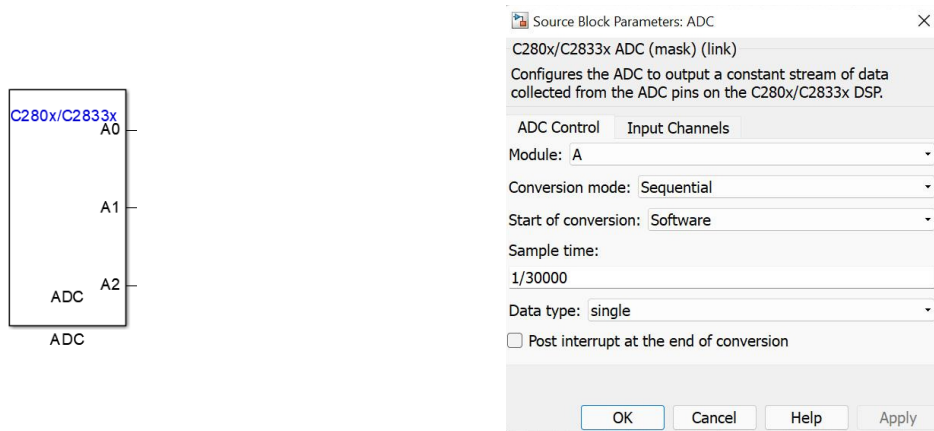 C280x/C2833x
A0
A1
A2
ADC
ADC
Source Block Parameters: ADC
C280x/C2833x ADC (mask) (link)
Configures the ADC to output a constant stream of data
collected from the ADC pins on the C280x/C2833x DSP.
ADC Control Input Channels
Module: A
Conversion mode: Sequential
Start of conversion: Software
Sample time:
1/30000
Data type: single
Post interrupt at the end of conversion
OK Cancel Help Apply